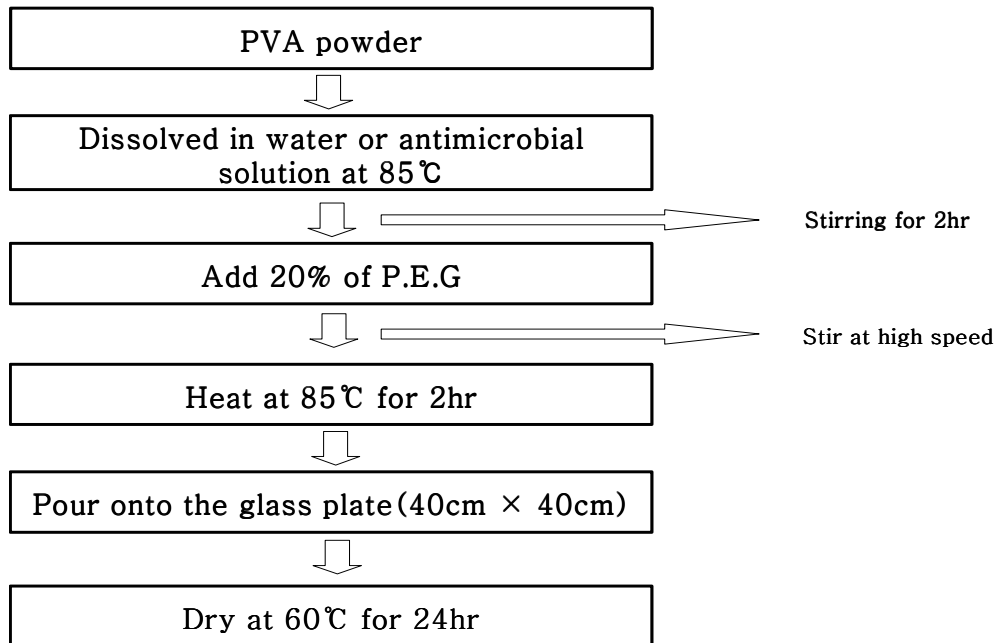 PVA powder
Dissolved in water or antimicrobial
solution at 85℃
Stirring for 2hr
Add 20% of P.E.G
Stir at high speed
Heat at 85℃ for 2hr
Pour onto the glass plate(40cm × 40cm)
Dry at 60℃ for 24hr